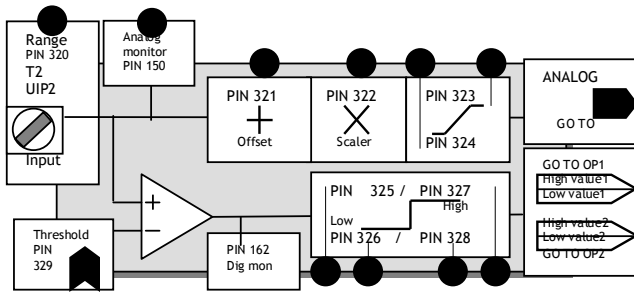 Range
PIN 320
T2
UIP2
Input
Analog
monitor
PIN 150
PIN 321
Offset
PIN 322
Scaler
PIN 323
PIN 324
ANALOG
GO TO
GO TO OP1
High value1
Low value1
High value2
Low value2
GO TO OP2
PIN 325 / PIN 327
Low High
PIN 326 / PIN 328
Threshold
PIN
329
PIN 162
Dig mon